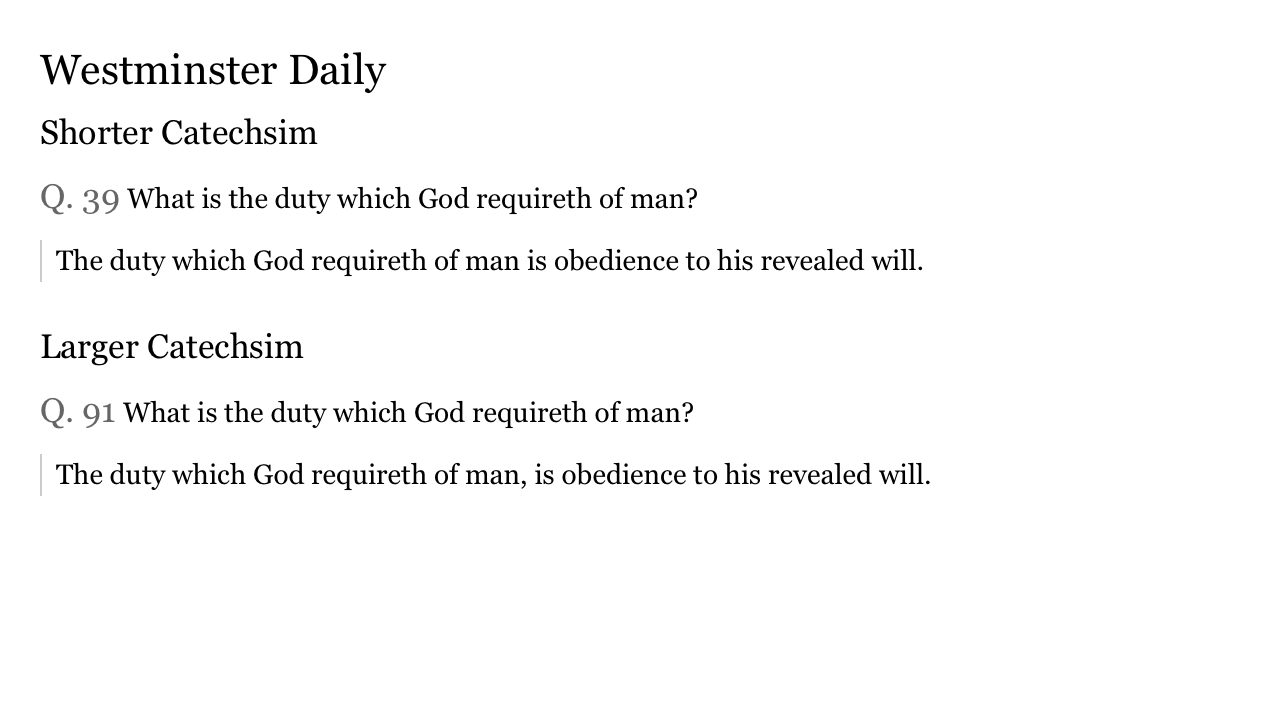 Westminster Daily
Shorter Catechsim
Q. 39 What is the duty which God requireth of man?
The duty which God requireth of man is obedience to his revealed will.
Larger Catechsim
Q. 91 What is the duty which God requireth of man?
The duty which God requireth of man, is obedience to his revealed will.